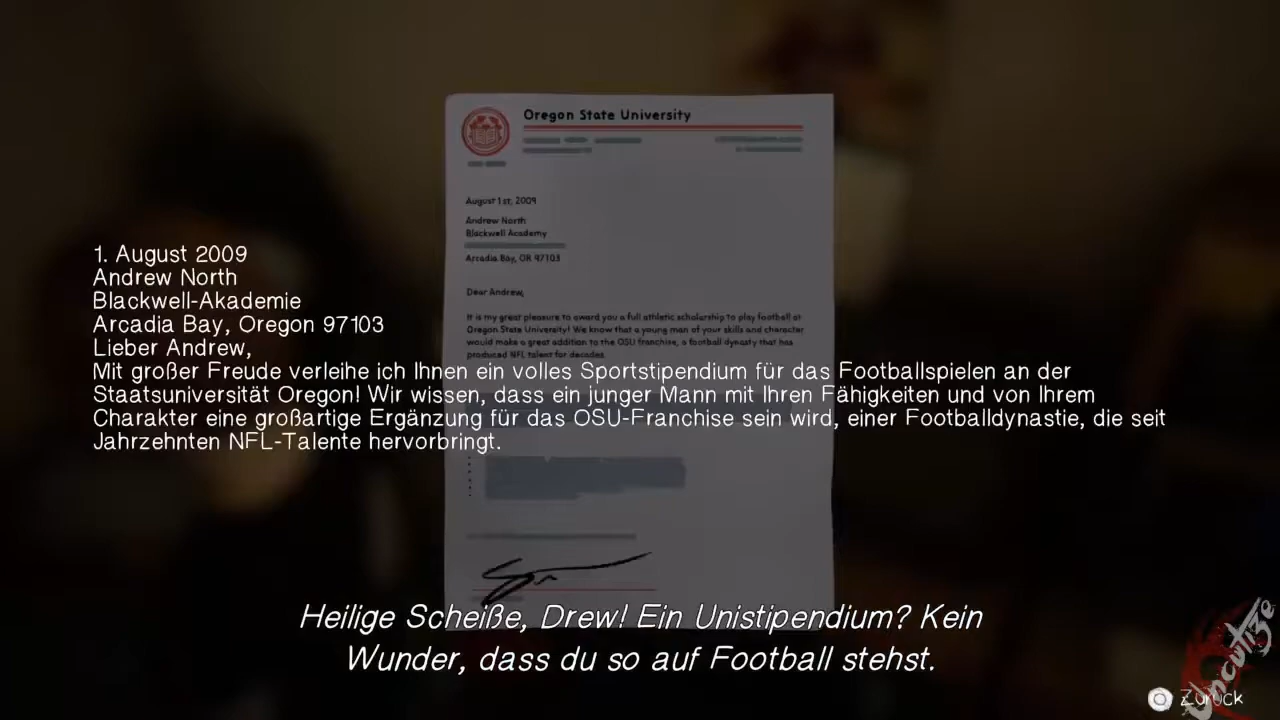 Oregon State University
August 1st, 2009
Andrew North
Blackwell Academy
Arcadia Bay, OR 97103
Dear Andrew,
It is my great pleasure to award you a full athletic scholarship to play football at
Oregon State University! We know that a young man of your skills and character
would make a great addition to the OSU franchise, a football dynasty that has
produced NFL talent for decades.
1. August 2009
Andrew North
Blackwell-Akademie
Arcadia Bay, Oregon 97103
Lieber Andrew,
Mit großer Freude verleihe ich Ihnen ein volles Sportstipendium für das Footballspielen an der
Staatsuniversität Oregon! Wir wissen, dass ein junger Mann mit Ihren Fähigkeiten und von Ihrem
Charakter eine großartige Ergänzung für das OSU-Franchise sein wird, einer Footballdynastie, die seit
Jahrzehnten NFL-Talente hervorbringt.
Heilige Scheiße, Drew! Ein Unistipendium? Kein
Wunder, dass du so auf Football stehst.
Zurück